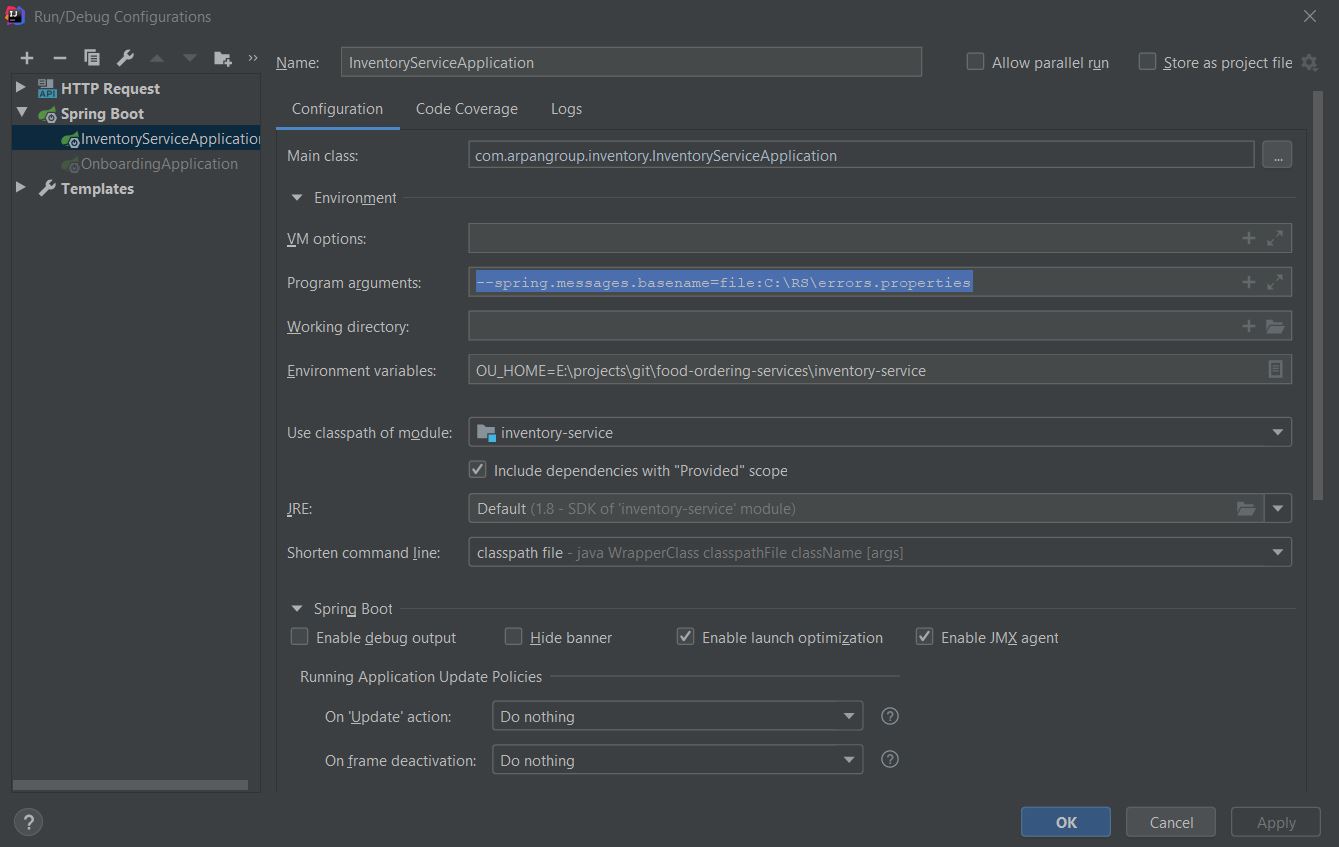 Run/Debug Configurations
Name: InventoryServiceApplication Allow parallel run Store as project file
HTTP Request
Spring Boot
InventoryServiceApplication
OnboardingApplication
Templates
Configuration Code Coverage Logs
Main class: com.arpangroup.inventory.InventoryServiceApplication ...
Environment
VM options:
Program arguments: --spring.messages.basename=file:C:\RS\errors.properties
Working directory:
Environment variables: OU_HOME=E:\projects\git\food-ordering-services\inventory-service
Use classpath of module: inventory-service
Include dependencies with "Provided" scope
JRE: Default (1.8 - SDK of 'inventory-service' module)
Shorten command line: classpath file - java WrapperClass classpathFile className [args]
Spring Boot
Enable debug output Hide banner Enable launch optimization Enable JMX agent
Running Application Update Policies
On 'Update' action: Do nothing ?
On frame deactivation: Do nothing ?
? OK Cancel Apply